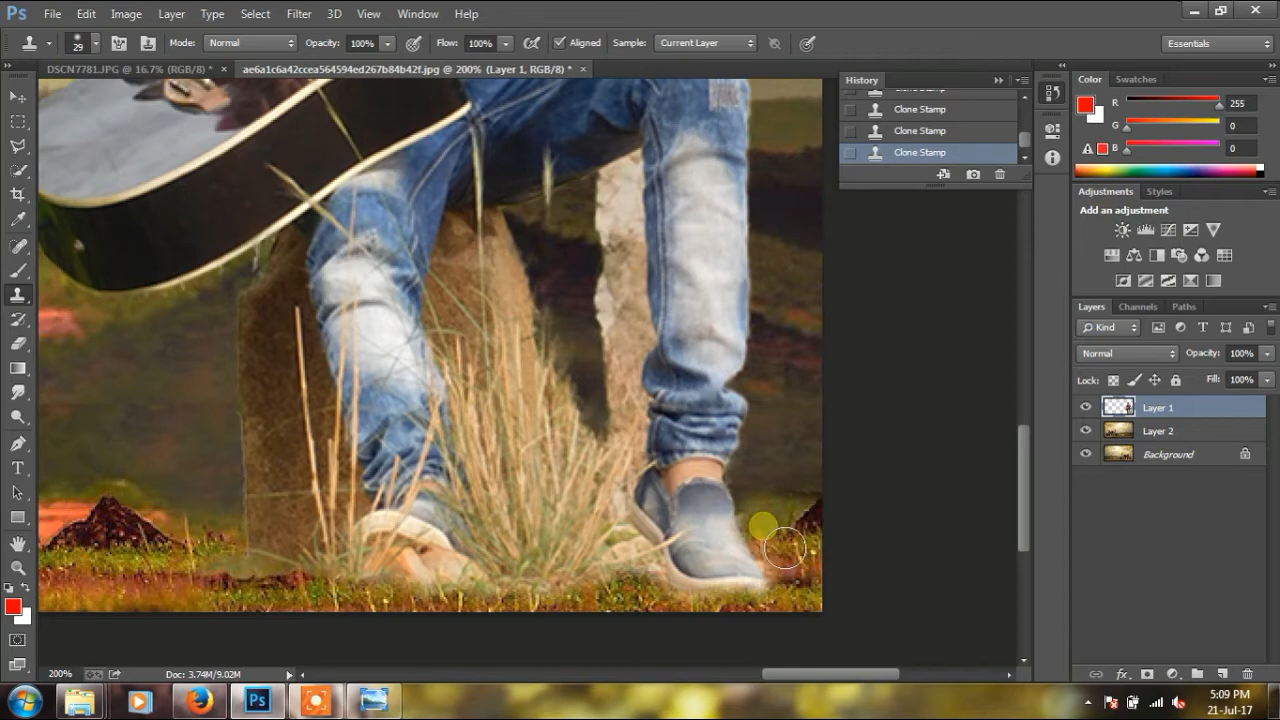 Ps File Edit Image Layer Type Select Filter 3D View Window Help
29 Mode: Normal Opacity: 100% Flow: 100% Aligned Sample: Current Layer Essentials
DSCN7781.JPG @ 16.7% (RGB/8) * × ae6a1c6a42ccea564594ed267b84b42f.jpg @ 200% (Layer 1, RGB/8) * ×
History
Clone Stamp
Clone Stamp
Clone Stamp
Color Swatches
R 255
G 0
B 0
Adjustments Styles
Add an adjustment
Layers Channels Paths
Kind
Normal Opacity: 100%
Lock: Fill: 100%
Layer 1
Layer 2
Background
200% Doc: 3.74M/9.02M
Ps
5:09 PM
21-Jul-17